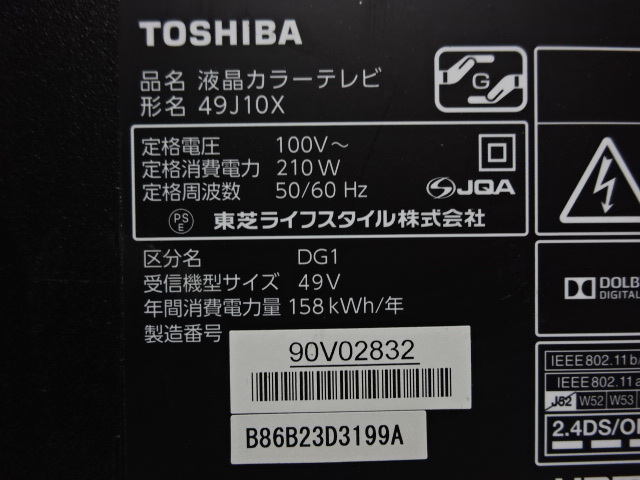 TOSHIBA
品名 液晶カラーテレビ
形名 49J10X
G
定格電圧 100V～
定格消費電力 210W
定格周波数 50/60 Hz
JQA
PS
E
東芝ライフスタイル株式会社
区分名 DG1
受信機型サイズ 49V
年間消費電力量 158kWh/年
製造番号
90V02832
B86B23D3199A
DOLB
DIGITAL
IEEE802.11b/
IEEE802.11a
J52 W52 W53
2.4DS/O